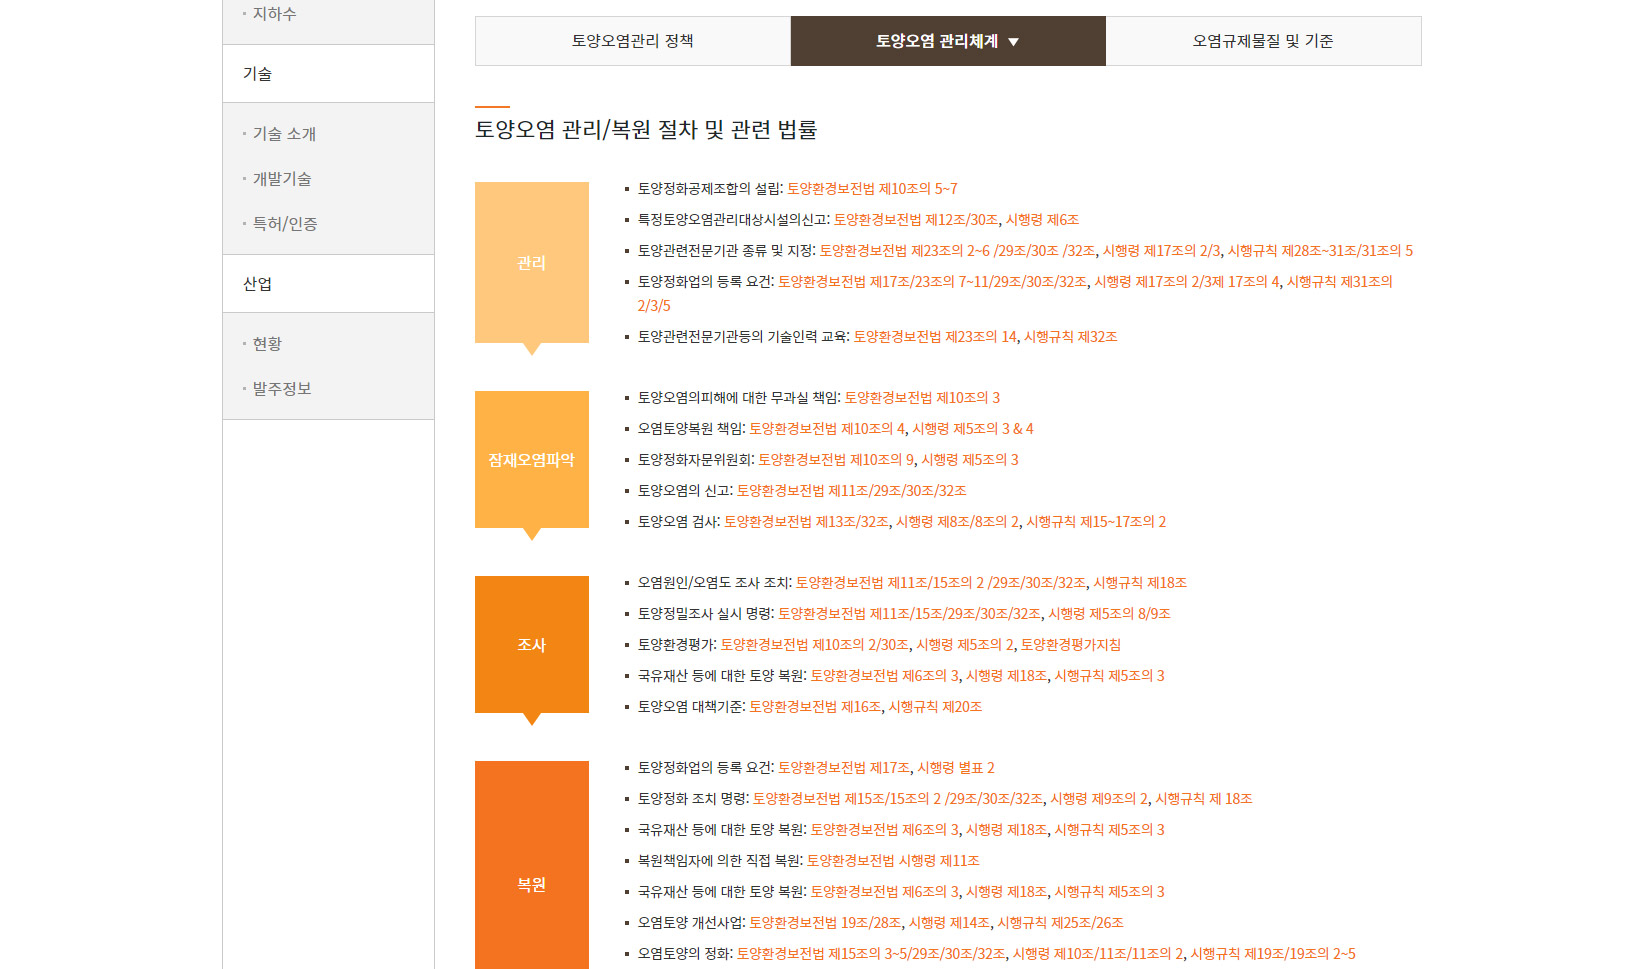 지하수
기술
기술 소개
개발기술
특허/인증
산업
현황
발주정보
토양오염관리 정책
토양오염 관리체계 ▼
오염규제물질 및 기준
토양오염 관리/복원 절차 및 관련 법률
관리
토양정화공제조합의 설립: 토양환경보전법 제10조의 5~7
특정토양오염관리대상시설의신고: 토양환경보전법 제12조/30조, 시행령 제6조
토양관련전문기관 종류 및 지정: 토양환경보전법 제23조의 2~6 /29조/30조 /32조, 시행령 제17조의 2/3, 시행규칙 제28조~31조/31조의 5
토양정화업의 등록 요건: 토양환경보전법 제17조/23조의 7~11/29조/30조/32조, 시행령 제17조의 2/3제 17조의 4, 시행규칙 제31조의
2/3/5
토양관련전문기관등의 기술인력 교육: 토양환경보전법 제23조의 14, 시행규칙 제32조
잠재오염파악
토양오염의피해에 대한 무과실 책임: 토양환경보전법 제10조의 3
오염토양복원 책임: 토양환경보전법 제10조의 4, 시행령 제5조의 3 & 4
토양정화자문위원회: 토양환경보전법 제10조의 9, 시행령 제5조의 3
토양오염의 신고: 토양환경보전법 제11조/29조/30조/32조
토양오염 검사: 토양환경보전법 제13조/32조, 시행령 제8조/8조의 2, 시행규칙 제15~17조의 2
조사
오염원인/오염도 조사 조치: 토양환경보전법 제11조/15조의 2 /29조/30조/32조, 시행규칙 제18조
토양정밀조사 실시 명령: 토양환경보전법 제11조/15조/29조/30조/32조, 시행령 제5조의 8/9조
토양환경평가: 토양환경보전법 제10조의 2/30조, 시행령 제5조의 2, 토양환경평가지침
국유재산 등에 대한 토양 복원: 토양환경보전법 제6조의 3, 시행령 제18조, 시행규칙 제5조의 3
토양오염 대책기준: 토양환경보전법 제16조, 시행규칙 제20조
복원
토양정화업의 등록 요건: 토양환경보전법 제17조, 시행령 별표 2
토양정화 조치 명령: 토양환경보전법 제15조/15조의 2 /29조/30조/32조, 시행령 제9조의 2, 시행규칙 제 18조
국유재산 등에 대한 토양 복원: 토양환경보전법 제6조의 3, 시행령 제18조, 시행규칙 제5조의 3
복원책임자에 의한 직접 복원: 토양환경보전법 시행령 제11조
국유재산 등에 대한 토양 복원: 토양환경보전법 제6조의 3, 시행령 제18조, 시행규칙 제5조의 3
오염토양 개선사업: 토양환경보전법 19조/28조, 시행령 제14조, 시행규칙 제25조/26조
오염토양의 정화: 토양환경보전법 제15조의 3~5/29조/30조/32조, 시행령 제10조/11조/11조의 2, 시행규칙 제19조/19조의 2~5